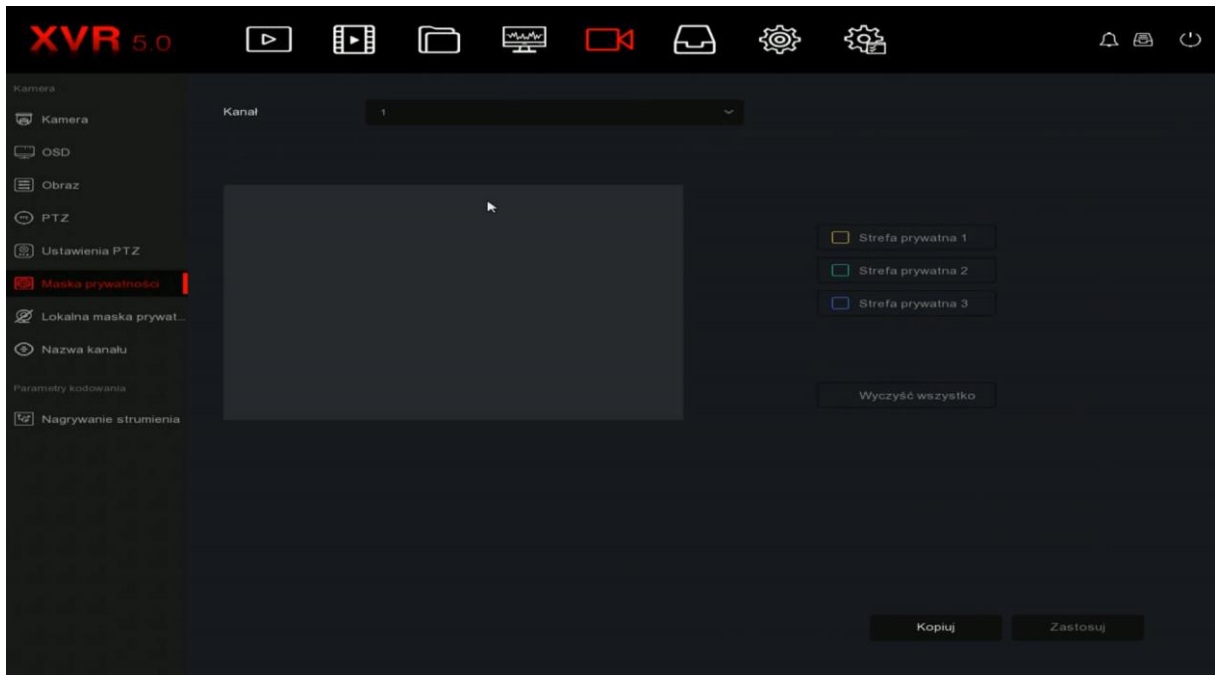 XVR 5.0
Kamera
Kamera
OSD
Obraz
PTZ
Ustawienia PTZ
Maska prywatności
Lokalna maska prywat...
Nazwa kanału
Parametry kodowania
Nagrywanie strumienia
Kanał 1
Strefa prywatna 1
Strefa prywatna 2
Strefa prywatna 3
Wyczyść wszystko
Kopiuj Zastosuj